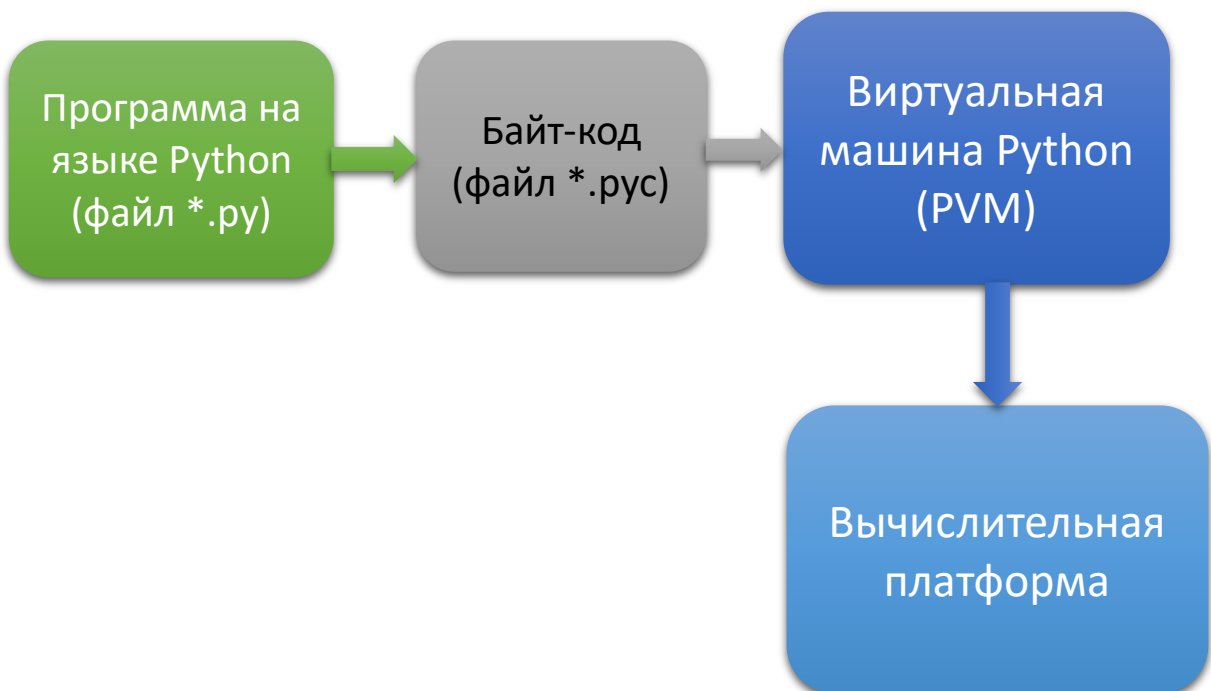 Программа на
языке Python
(файл *.py)
Байт-код
(файл *.pyc)
Виртуальная
машина Python
(PVM)
Вычислительная
платформа